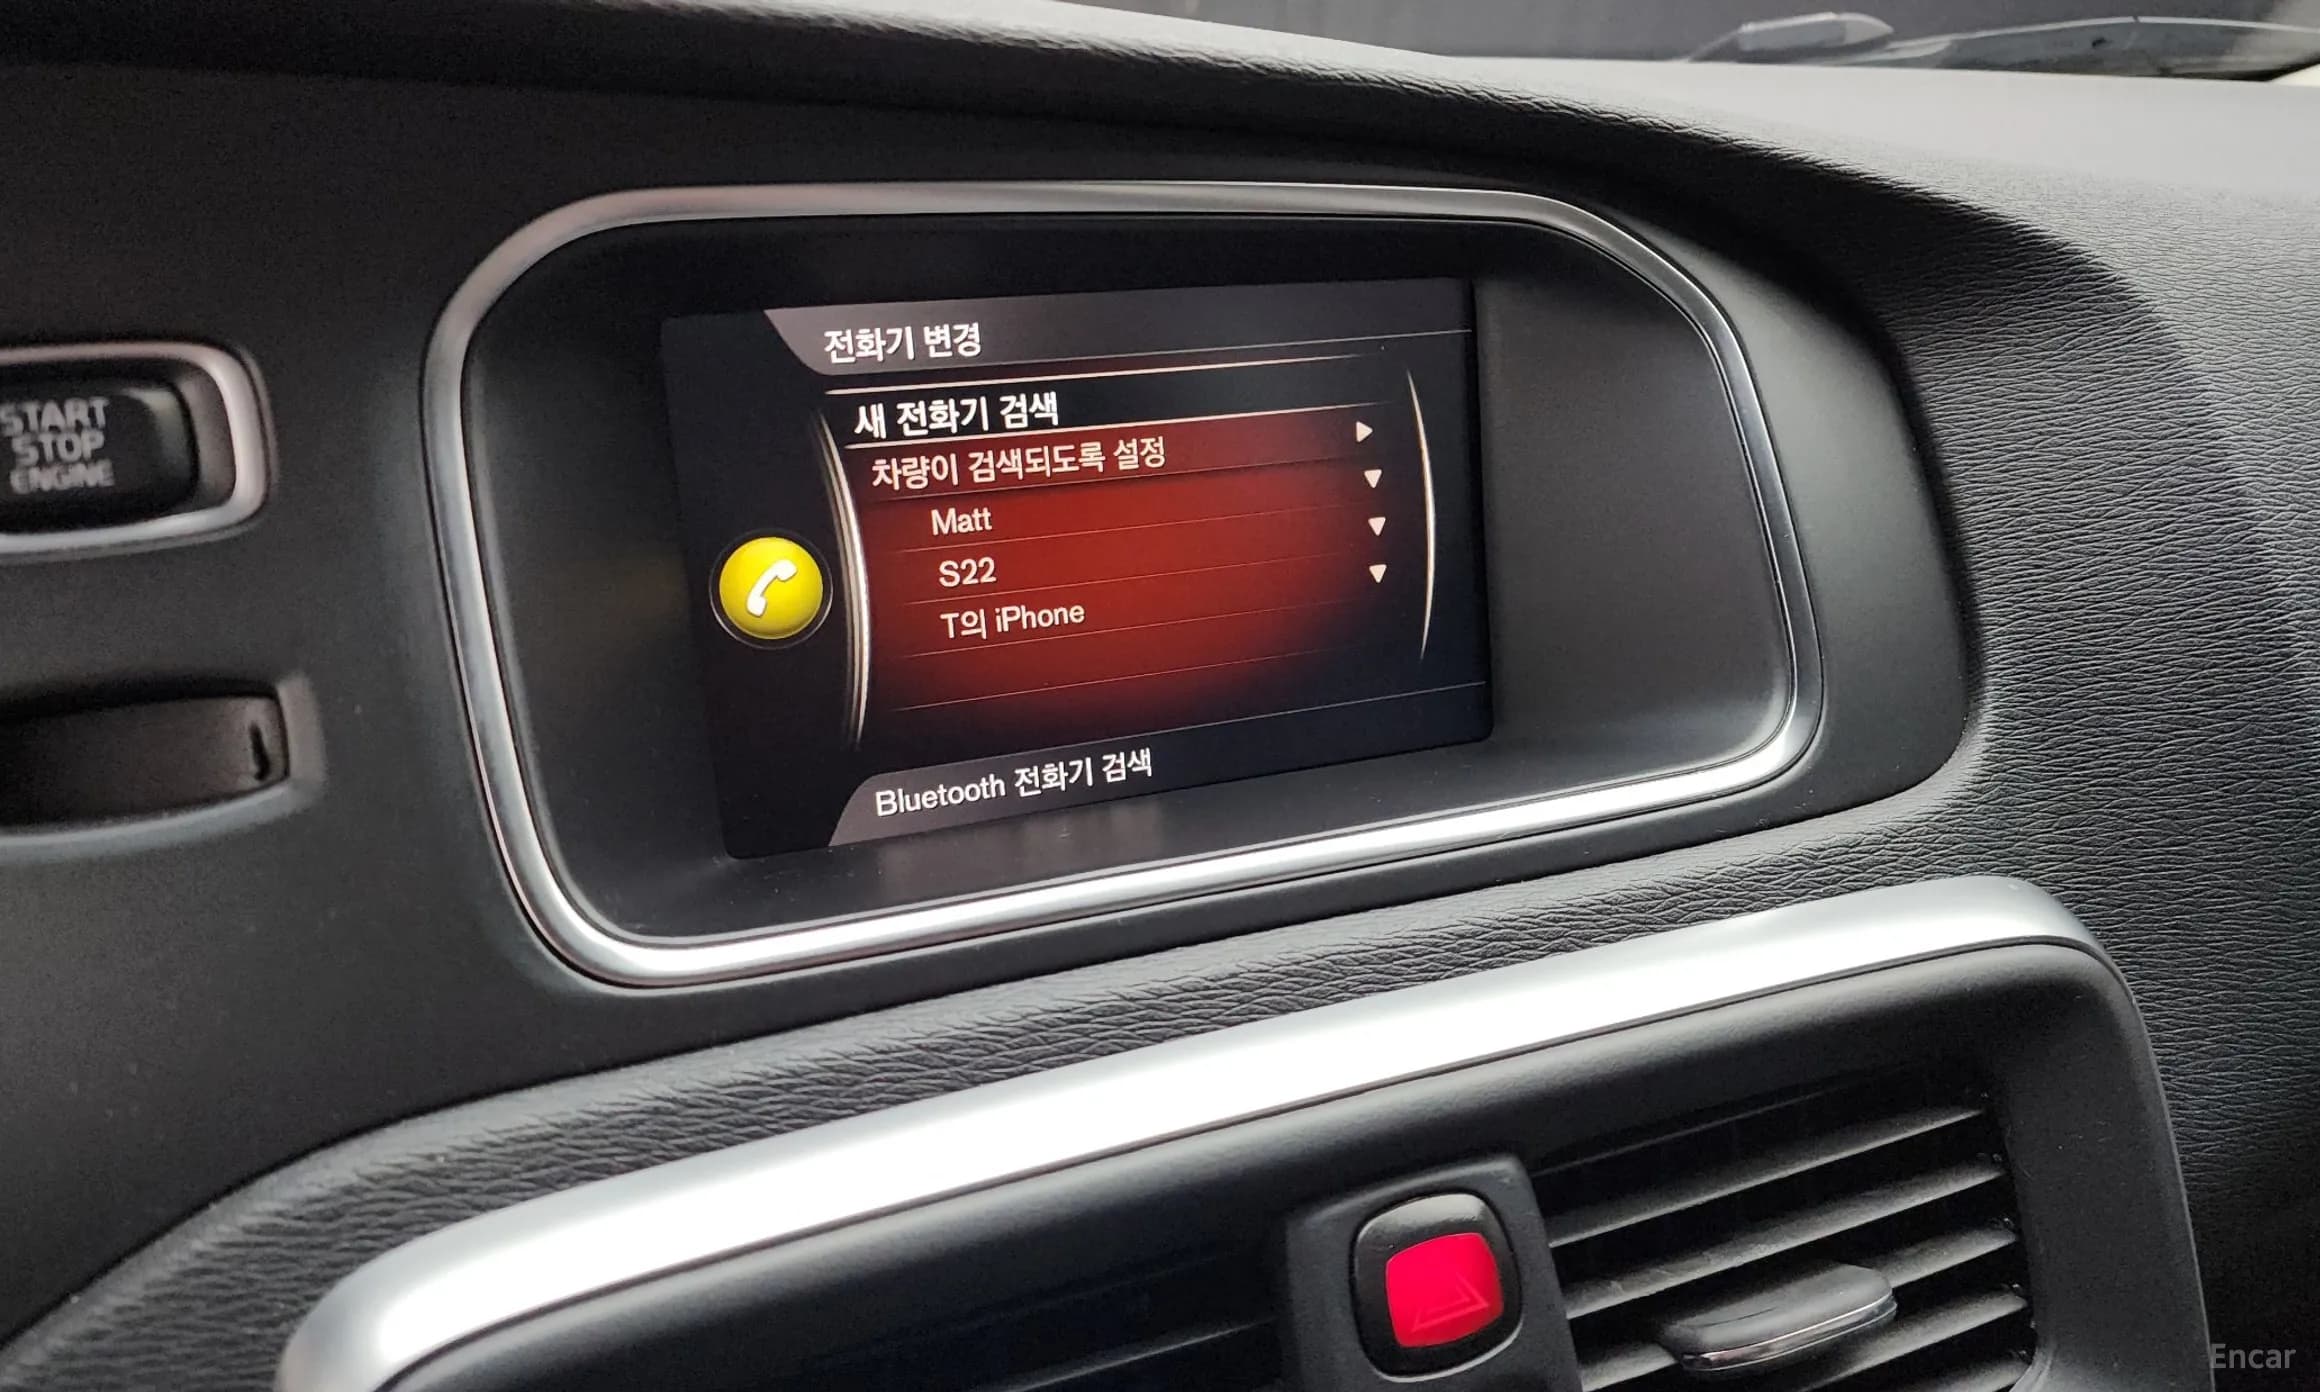 START
STOP
ENGINE
전화기 변경
새 전화기 검색
차량이 검색되도록 설정
Matt
S22
T의 iPhone
Bluetooth 전화기 검색
Encar